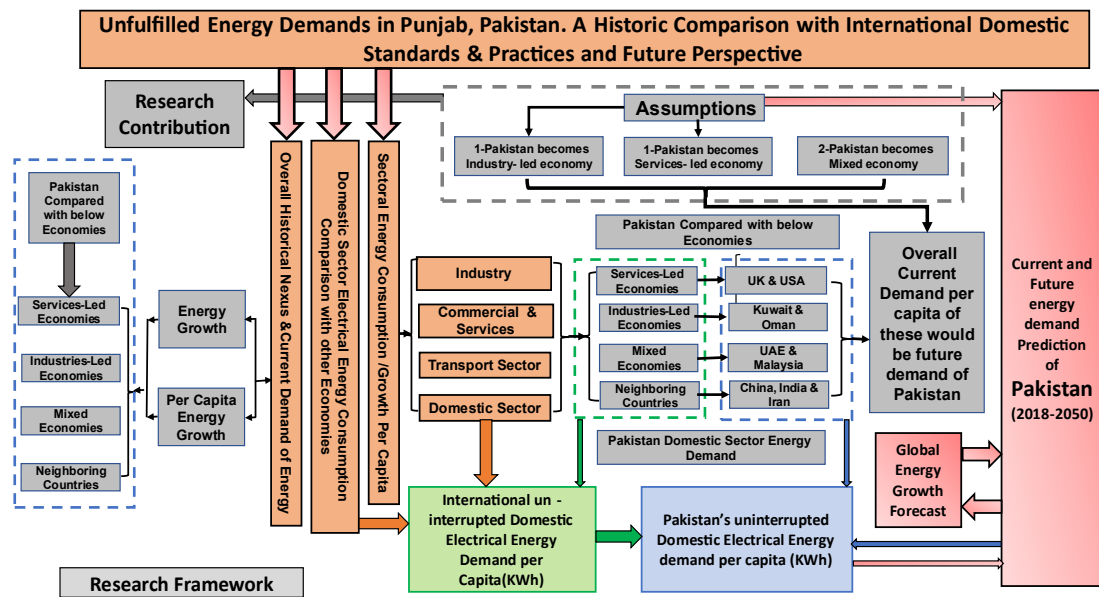 Unfulfilled Energy Demands in Punjab, Pakistan. A Historic Comparison with International Domestic
Standards & Practices and Future Perspective
Research
Contribution
Assumptions
1-Pakistan becomes
Industry- led economy
1-Pakistan becomes
Services- led economy
2-Pakistan becomes
Mixed economy
Pakistan
Compared
with below
Economies
Services-Led
Economies
Industries-Led
Economies
Mixed
Economies
Neighboring
Countries
Energy
Growth
Per Capita
Energy
Growth
Overall Historical Nexus &Current Demand of Energy
Domestic Sector Electrical Energy Consumption
Comparison with other Economies
Sectoral Energy Consumption /Growth Per Capita
Industry
Commercial &
Services
Transport Sector
Domestic Sector
Pakistan Compared with below
Economies
Services-Led
Economies
Industries-Led
Economies
Mixed
Economies
Neighboring
Countries
UK & USA
Kuwait &
Oman
UAE &
Malaysia
China, India &
Iran
Pakistan Domestic Sector Energy
Demand
Overall
Current
Demand per
capita of
these would
be future
demand of
Pakistan
Current and
Future
energy
demand
Prediction
of
Pakistan
(2018-2050)
Global
Energy
Growth
Forecast
International un -
interrupted Domestic
Electrical Energy
Demand per
Capita(KWh)
Pakistan's uninterrupted
Domestic Electrical Energy
demand per capita (KWh)
Research Framework